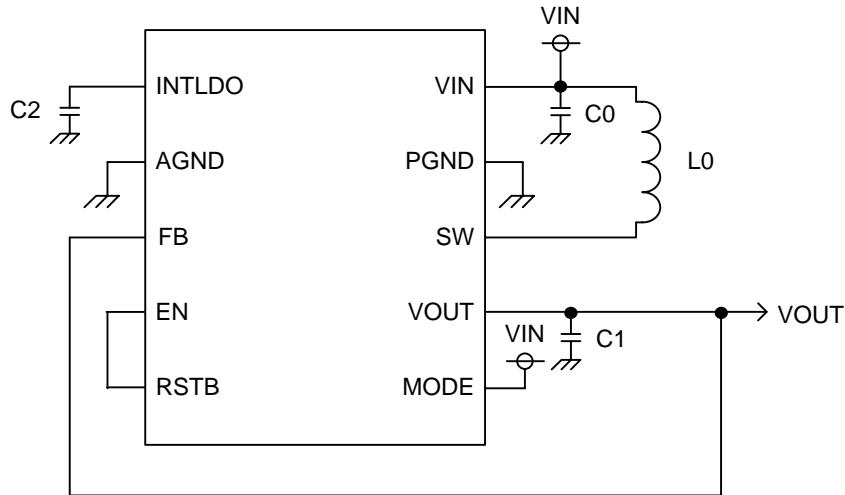 VIN
INTLDO
VIN
C2
C0
AGND
PGND
L0
FB
SW
EN
VOUT
VOUT
VIN
C1
RSTB
MODE